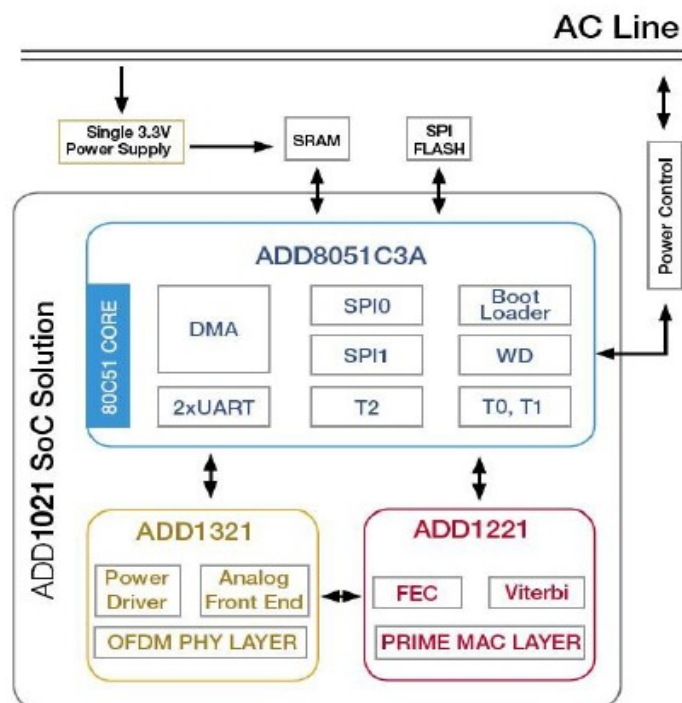 AC Line
Single 3.3V
Power Supply
SRAM
SPI
FLASH
Power Control
ADD1021 SoC Solution
ADD8051C3A
80C51 CORE
DMA
SPI0
Boot
Loader
SPI1
WD
2xUART
T2
T0, T1
ADD1321
Power
Driver
Analog
Front End
OFDM PHY LAYER
ADD1221
FEC
Viterbi
PRIME MAC LAYER